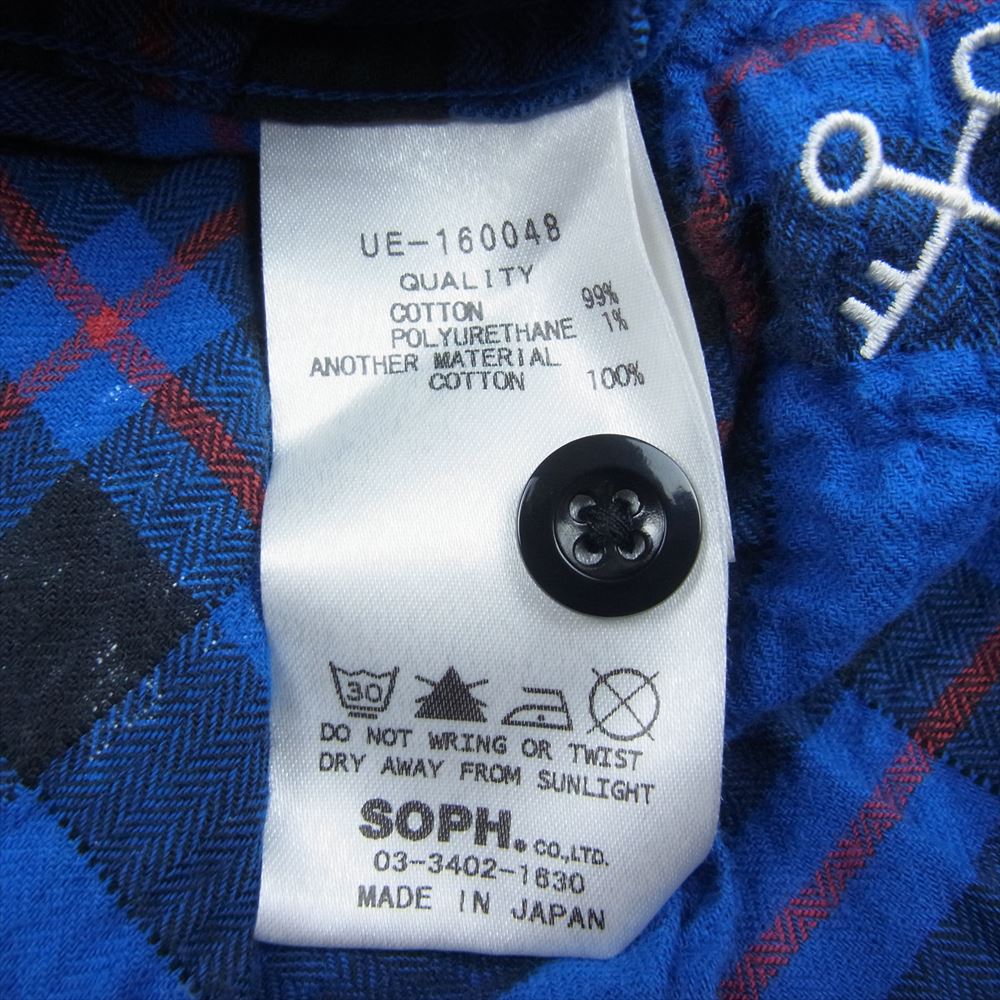 UE-160048
QUALITY
COTTON 99%
POLYURETHANE 1%
ANOTHER MATERIAL
COTTON 100%
30
DO NOT WRING OR TWIST
DRY AWAY FROM SUNLIGHT
SOPH. CO.,LTD.
03-3402-1630
MADE IN JAPAN